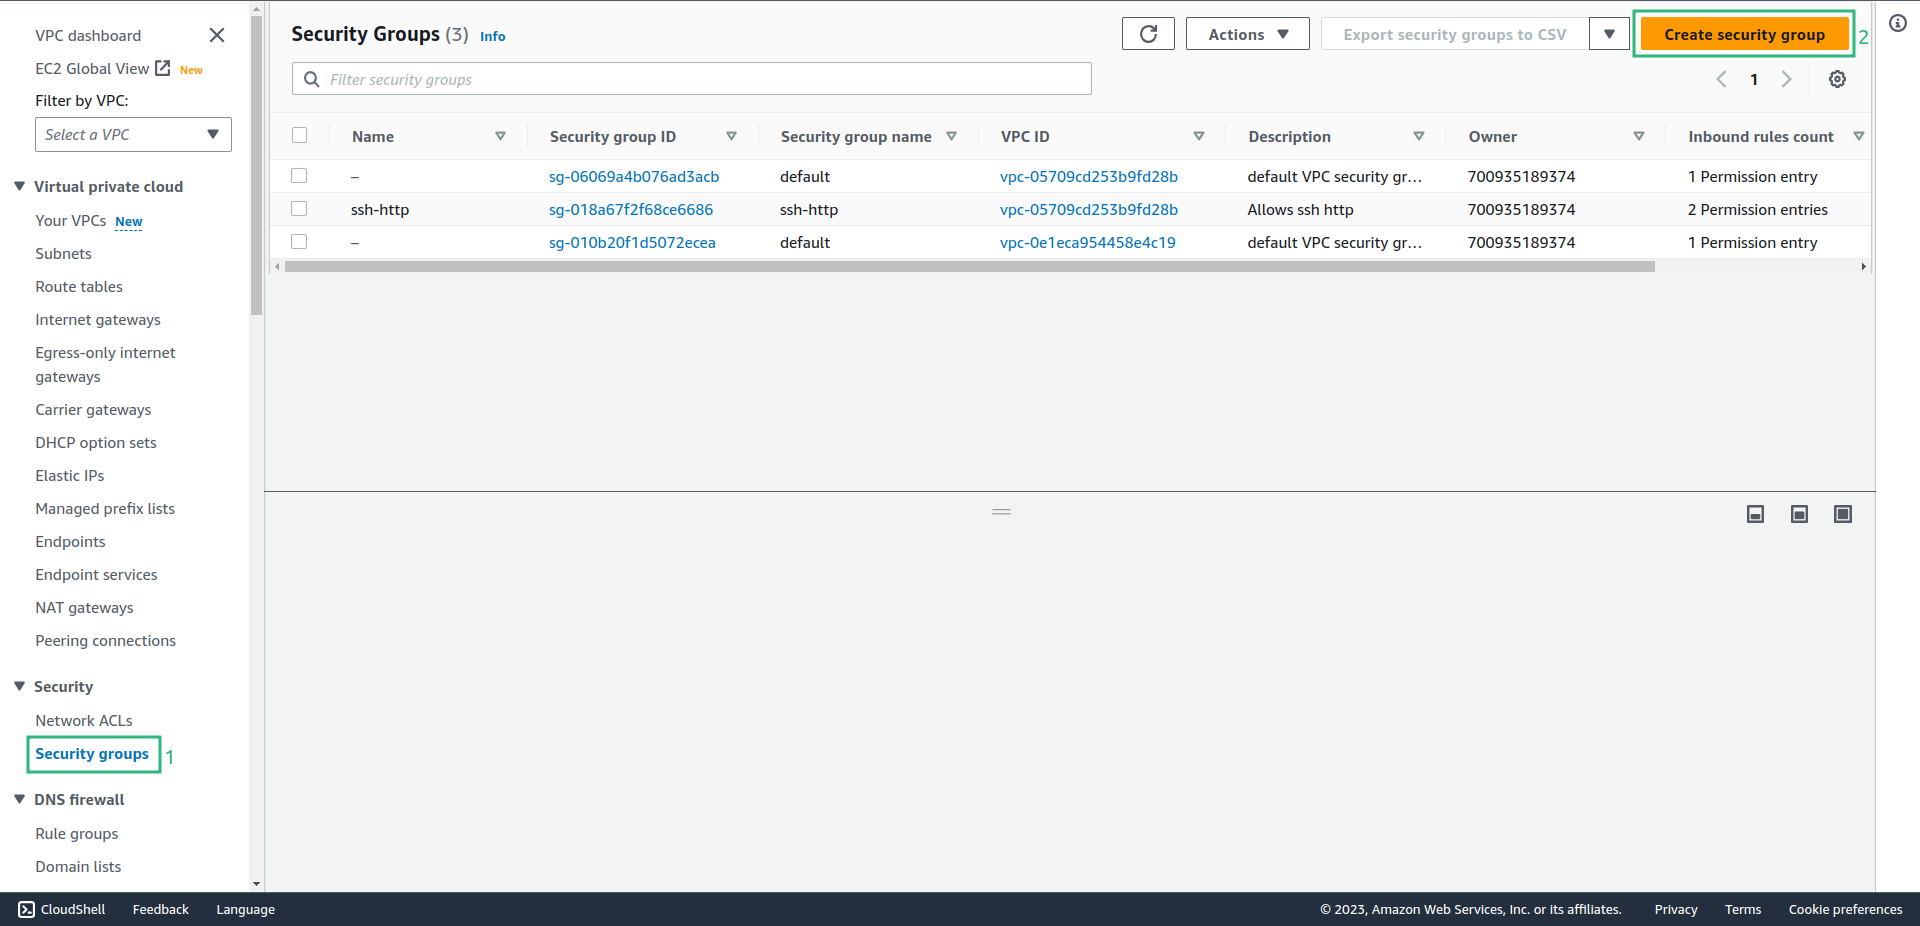 VPC dashboard
EC2 Global View New
Filter by VPC:
Select a VPC
Virtual private cloud
Your VPCs New
Subnets
Route tables
Internet gateways
Egress-only internet
gateways
Carrier gateways
DHCP option sets
Elastic IPs
Managed prefix lists
Endpoints
Endpoint services
NAT gateways
Peering connections
Security
Network ACLs
Security groups 1
DNS firewall
Rule groups
Domain lists
Security Groups (3) Info
Actions
Export security groups to CSV
Create security group 2
Filter security groups
1
Name Security group ID Security group name VPC ID Description Owner Inbound rules count
– sg-06069a4b076ad3acb default vpc-05709cd253b9fd28b default VPC security gr... 700935189374 1 Permission entry
ssh-http sg-018a67f2f68ce6686 ssh-http vpc-05709cd253b9fd28b Allows ssh http 700935189374 2 Permission entries
– sg-010b20f1d5072ecea default vpc-0e1eca954458e4c19 default VPC security gr... 700935189374 1 Permission entry
CloudShell Feedback Language © 2023, Amazon Web Services, Inc. or its affiliates. Privacy Terms Cookie preferences